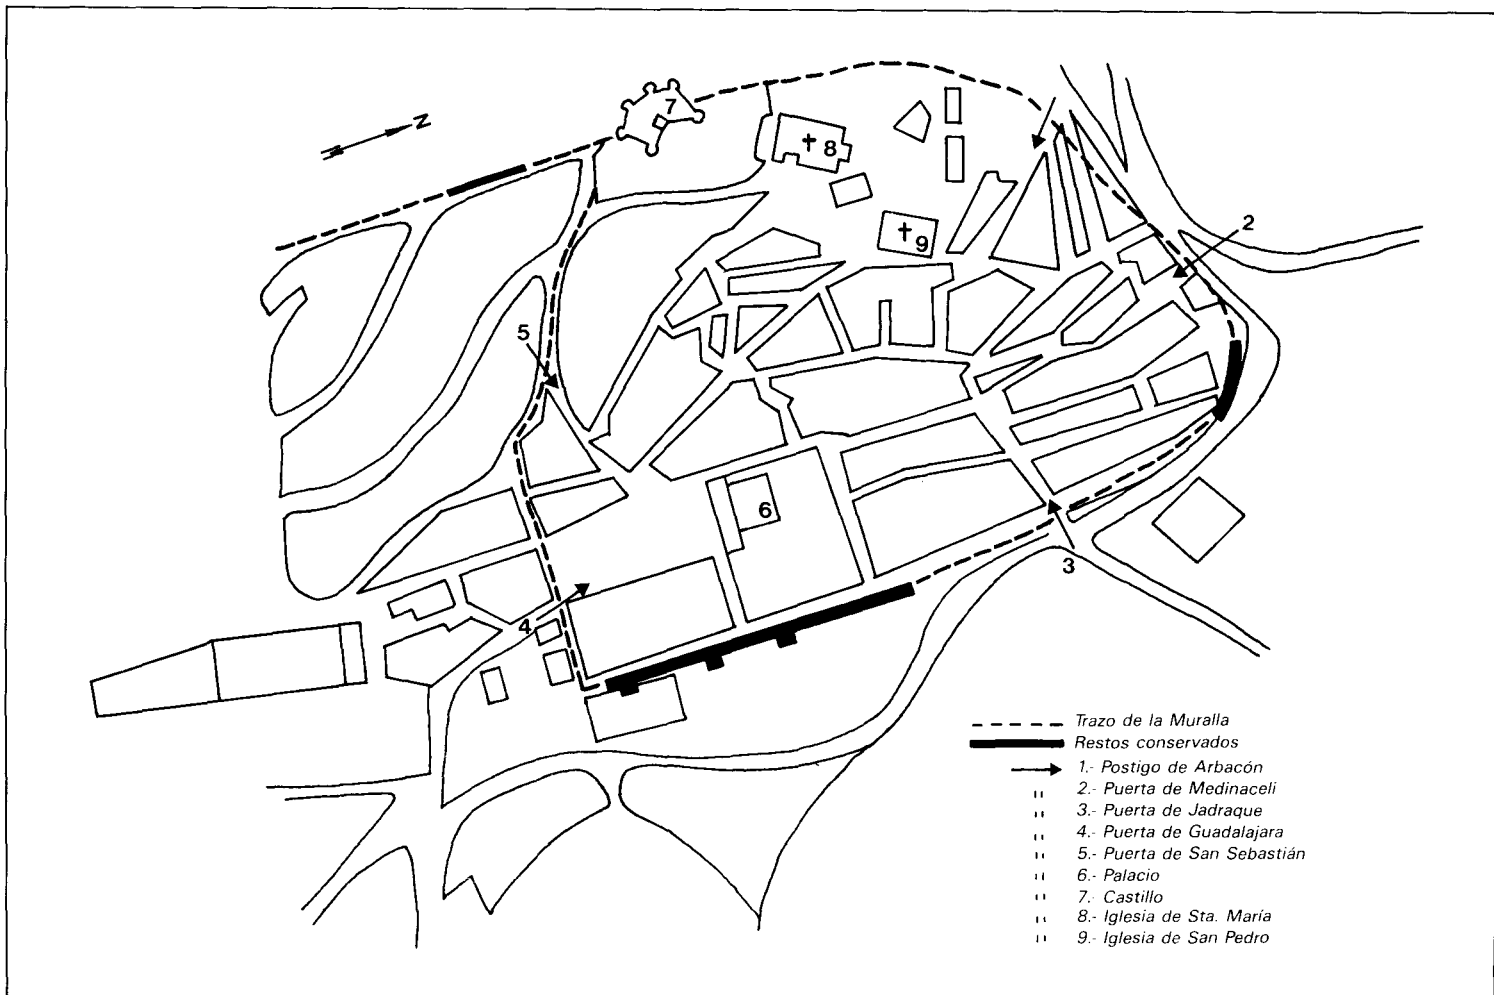 N
7
8
9
2
5
6
3
4
Trazo de la Muralla
Restos conservados
1.- Postigo de Arbacón
" 2.- Puerta de Medinaceli
" 3.- Puerta de Jadraque
" 4.- Puerta de Guadalajara
" 5.- Puerta de San Sebastián
" 6.- Palacio
" 7.- Castillo
" 8.- Iglesia de Sta. María
" 9.- Iglesia de San Pedro